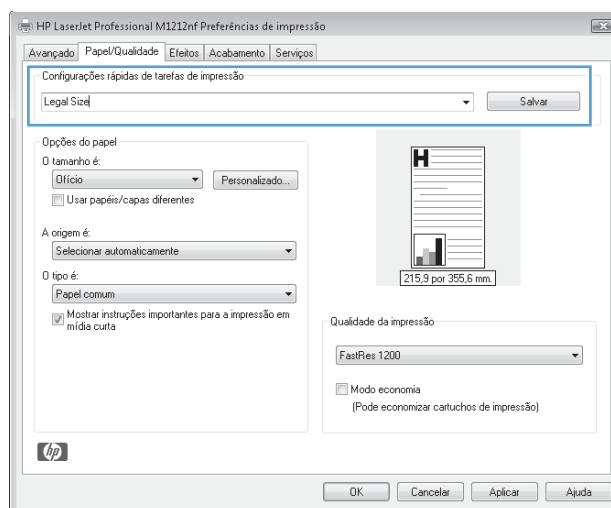 HP LaserJet Professional M1212nf Preferências de impressão
Avançado Papel/Qualidade Efeitos Acabamento Serviços
Configurações rápidas de tarefas de impressão
Legal Size
Salvar
Opções do papel
O tamanho é:
Ofício
Personalizado...
Usar papéis/capas diferentes
A origem é:
Selecionar automaticamente
O tipo é:
Papel comum
Mostrar instruções importantes para a impressão em
mídia curta
H
215,9 por 355,6 mm.
Qualidade da impressão
FastRes 1200
Modo economia
(Pode economizar cartuchos de impressão)
hp
OK Cancelar Aplicar Ajuda